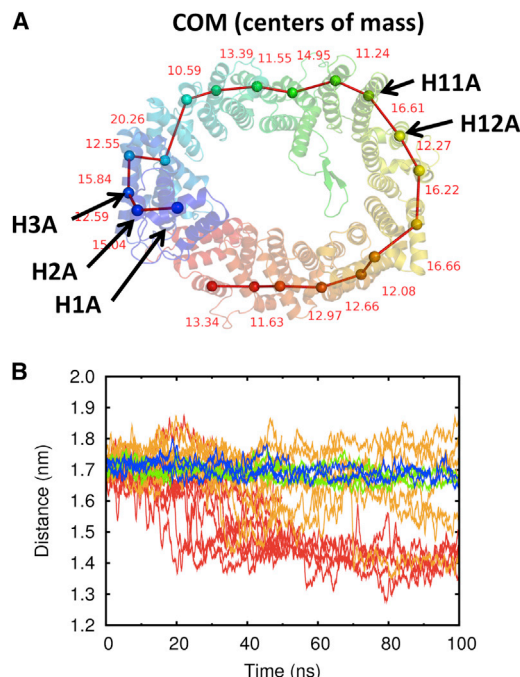 A
COM (centers of mass)
13.39
11.55
14.95
11.24
10.59
H11A
16.61
20.26
H12A
12.55
12.27
15.84
16.22
H3A
12.59
15.04
H2A
16.66
H1A
12.08
12.66
12.97
13.34
11.63
B
2.0
1.9
1.8
1.7
1.6
1.5
1.4
1.3
1.2
Distance (nm)
0 20 40 60 80 100
Time (ns)